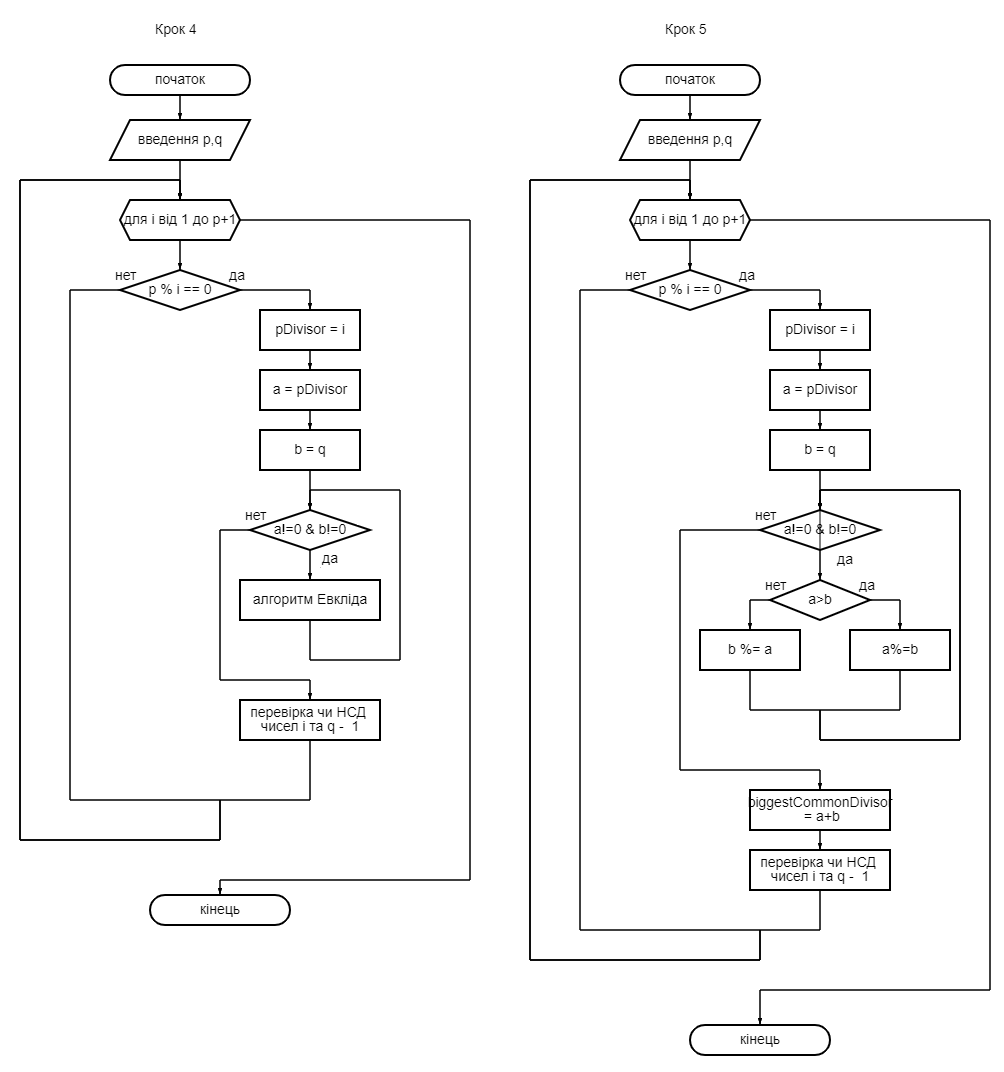 Крок 4
початок
введення p,q
для i від 1 до p+1
нет
да
p % i == 0
pDivisor = i
a = pDivisor
b = q
нет
a!=0 & b!=0
да
алгоритм Евкліда
перевірка чи НСД
чисел і та q - 1
кінець
Крок 5
початок
введення p,q
для i від 1 до p+1
нет
да
p % i == 0
pDivisor = i
a = pDivisor
b = q
нет
a!=0 & b!=0
да
нет
да
a>b
b %= a
a%=b
biggestCommonDivisor
= a+b
перевірка чи НСД
чисел і та q - 1
кінець